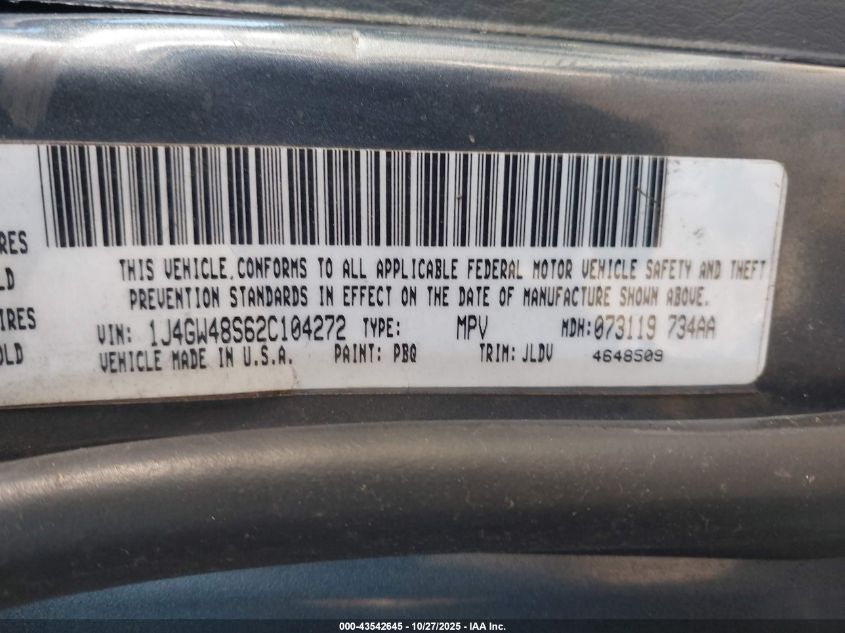 THIS VEHICLE CONFORMS TO ALL APPLICABLE FEDERAL MOTOR VEHICLE SAFETY AND THEFT
PREVENTION STANDARDS IN EFFECT ON THE DATE OF MANUFACTURE SHOWN ABOVE.
VIN: 1J4GW48S62C104272 TYPE: MPV MDH:073119 734AA
VEHICLE MADE IN U.S.A. PAINT: PBQ TRIM: JLDV 4648509
IRES
LD
IRES
OLD
000-43542645 | 10/27/2025 | IAA Inc.